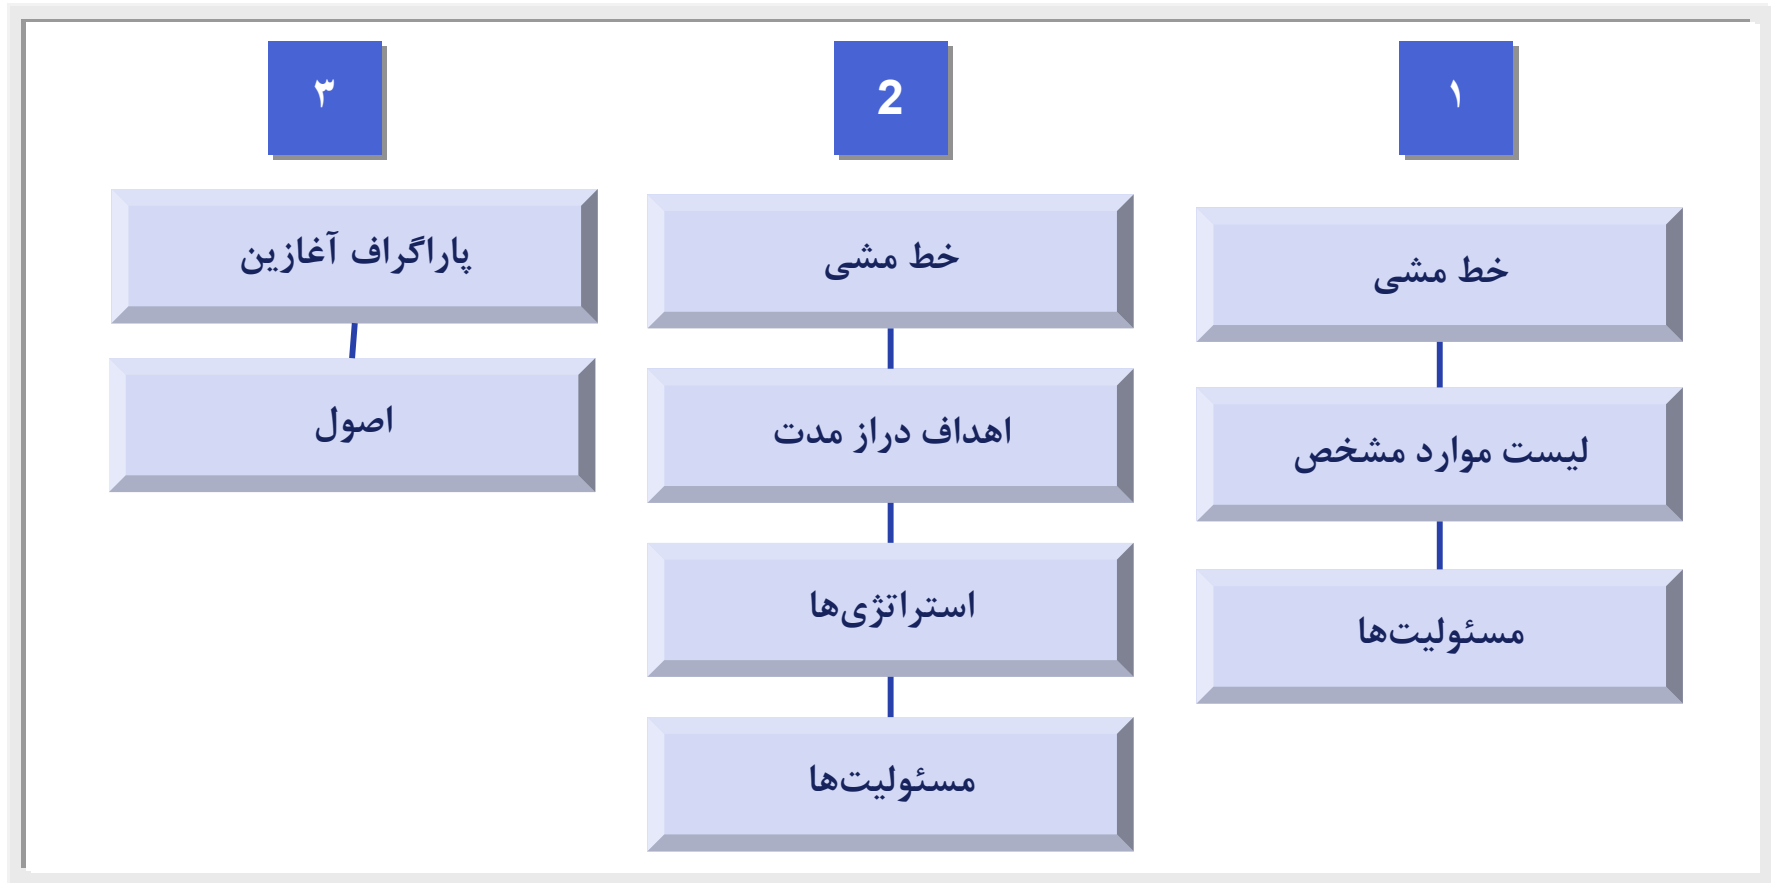 ۱
خط مشی
لیست موارد مشخص
مسئولیت‌ها
2
خط مشی
اهداف دراز مدت
استراتژی‌ها
مسئولیت‌ها
۳
پاراگراف آغازین
اصول